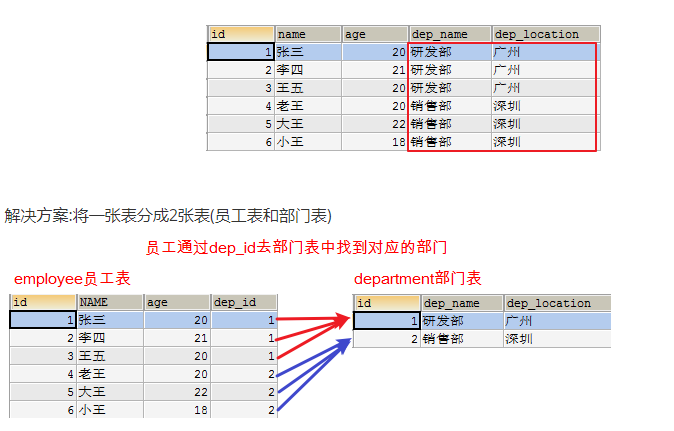 id name age dep_name dep_location
1 张三 20 研发部 广州
2 李四 21 研发部 广州
3 王五 20 研发部 广州
4 老王 20 销售部 深圳
5 大王 22 销售部 深圳
6 小王 18 销售部 深圳
解决方案:将一张表分成2张表(员工表和部门表)
员工通过dep_id去部门表中找到对应的部门
employee员工表
id NAME age dep_id
1 张三 20 1
2 李四 21 1
3 王五 20 1
4 老王 20 2
5 大王 22 2
6 小王 18 2
department部门表
id dep_name dep_location
1 研发部 广州
2 销售部 深圳